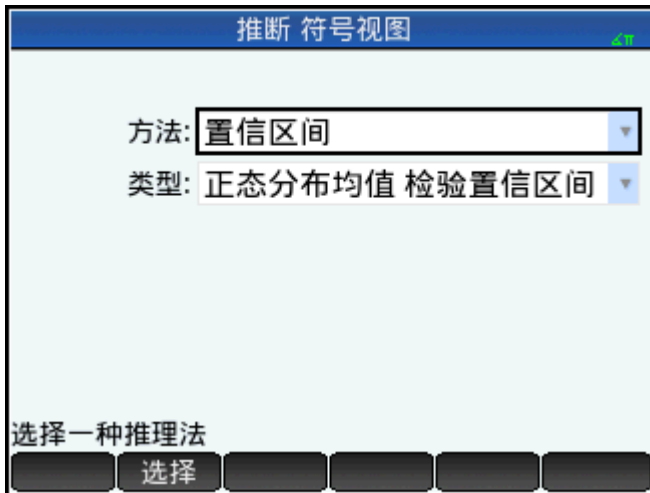 推断 符号视图
∡π
方法: 置信区间
类型: 正态分布均值 检验置信区间
选择一种推理法
选择